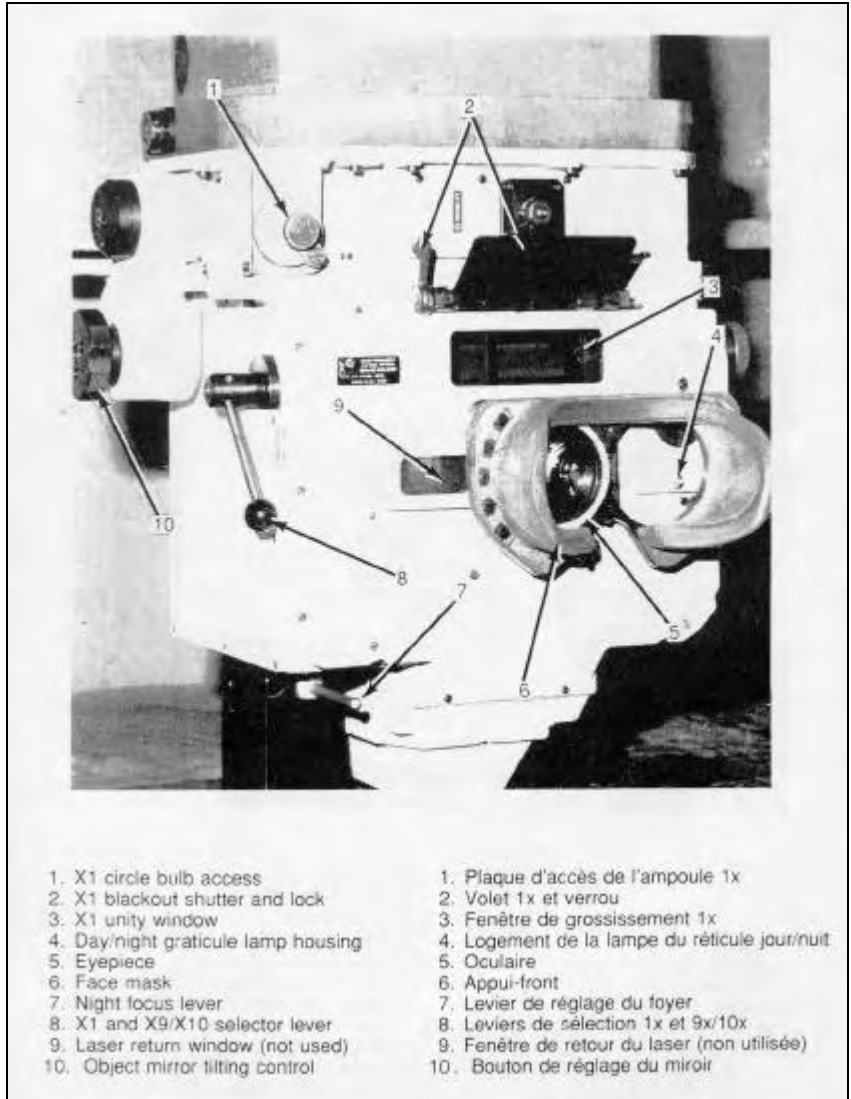 1
2
3
4
9
10
8
7
5
6
1. X1 circle bulb access
2. X1 blackout shutter and lock
3. X1 unity window
4. Day/night graticule lamp housing
5. Eyepiece
6. Face mask
7. Night focus lever
8. X1 and X9/X10 selector lever
9. Laser return window (not used)
10. Object mirror tilting control
1. Plaque d'accès de l'ampoule 1x
2. Volet 1x et verrou
3. Fenêtre de grossissement 1x
4. Logement de la lampe du réticule jour/nuit
5. Oculaire
6. Appui-front
7. Levier de réglage du foyer
8. Leviers de sélection 1x et 9x/10x
9. Fenêtre de retour du laser (non utilisée)
10. Bouton de réglage du miroir